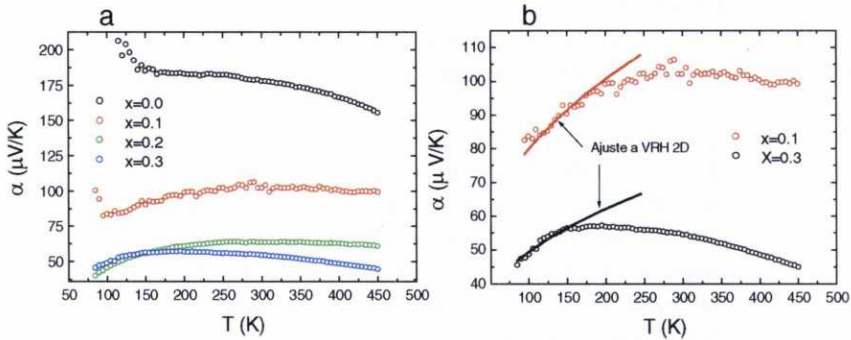 a
200
175
150
125
100
75
50
α (μV/K)
x=0.0
x=0.1
x=0.2
x=0.3
50 100 150 200 250 300 350 400 450 500
T (K)
b
110
100
90
80
70
60
50
40
α (μ V/K)
Ajuste a VRH 2D
x=0.1
X=0.3
100 150 200 250 300 350 400 450 500
T (K)